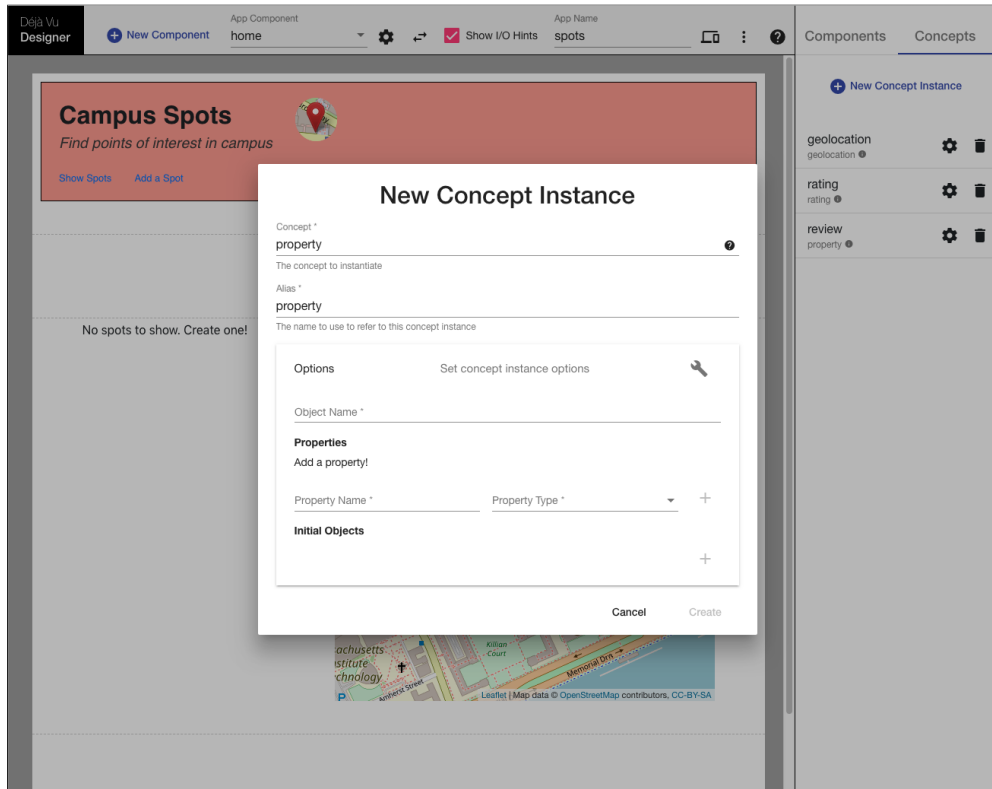 Déjà Vu
Designer
New Component
App Component
home
Show I/O Hints
App Name
spots
Components
Concepts
New Concept Instance
geolocation
geolocation
rating
rating
review
property
Campus Spots
Find points of interest in campus
Show Spots
Add a Spot
No spots to show. Create one!
New Concept Instance
Concept *
property
The concept to instantiate
Alias *
property
The name to use to refer to this concept instance
Options
Set concept instance options
Object Name *
Properties
Add a property!
Property Name *
Property Type *
Initial Objects
Cancel
Create
achusetts
stitute
chnology
Amherst Street
Killian
Court
Memorial Drive
P
Leaflet | Map data © OpenStreetMap contributors, CC-BY-SA